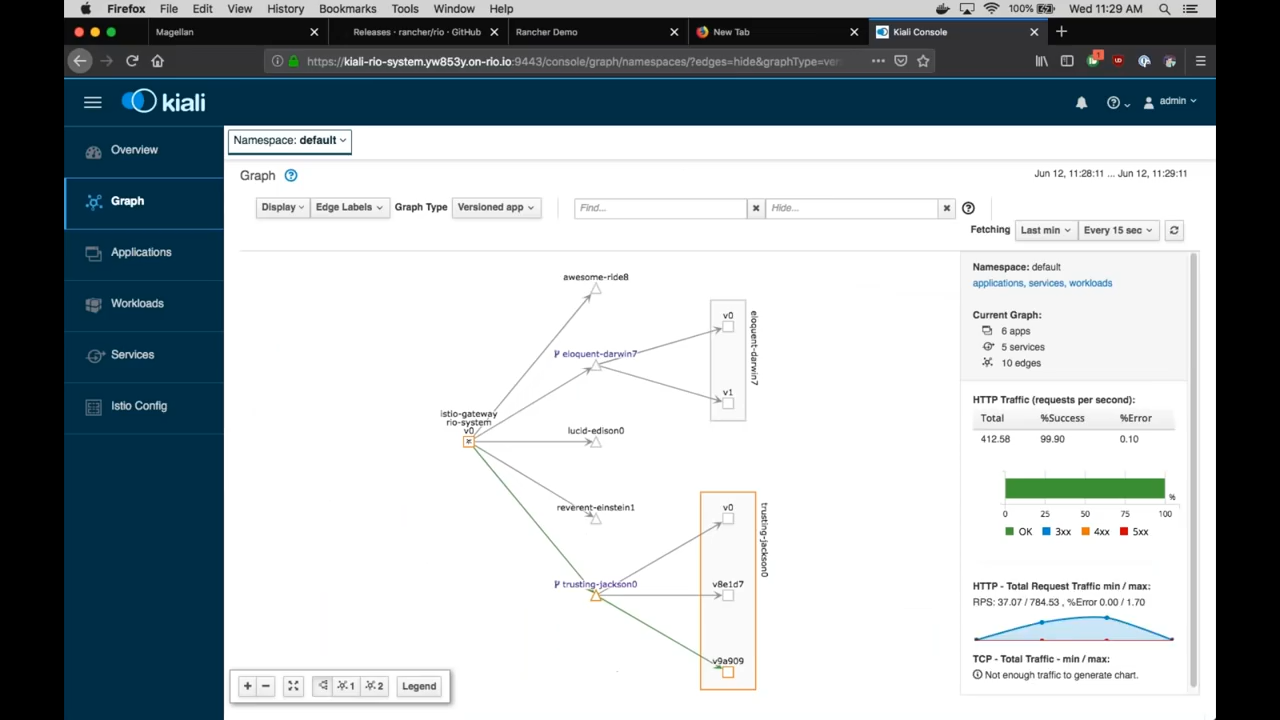 Firefox File Edit View History Bookmarks Tools Window Help 100% Wed 11:29 AM
Magellan Releases · rancher/rio · GitHub Rancher Demo New Tab Kiali Console
https://kiali-rio-system.yw853y.on-rio.io:9443/console/graph/namespaces/?edges=hide&graphType=ver
kiali admin
Namespace: default
Overview
Graph
Applications
Workloads
Services
Istio Config
Graph Jun 12, 11:28:11 ... Jun 12, 11:29:11
Display Edge Labels Graph Type Versioned app Find... Hide...
Fetching Last min Every 15 sec
awesome-ride8
eloquent-darwin7
v0
v1
eloquent-darwin7
istio-gateway
rio-system
v0
lucid-edison0
reverent-einstein1
trusting-jackson0
v0
v8e1d7
v9a909
trusting-jackson0
Namespace: default
applications, services, workloads
Current Graph:
6 apps
5 services
10 edges
HTTP Traffic (requests per second):
Total %Success %Error
412.58 99.90 0.10
%
0 25 50 75 100
OK 3xx 4xx 5xx
HTTP - Total Request Traffic min / max:
RPS: 37.07 / 784.53 , %Error 0.00 / 1.70
TCP - Total Traffic - min / max:
Not enough traffic to generate chart.
1 2 Legend